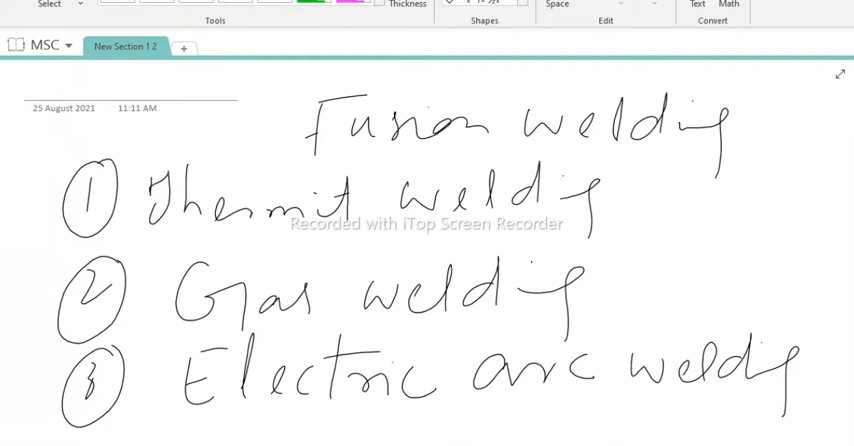 Select
Thickness
Space
Text
Math
Tools
Shapes
Edit
Convert
MSC
New Section 1 2
25 August 2021 11:11 AM
Fusion welding
1 Thermit welding
Recorded with iTop Screen Recorder
2 Gas welding
3 Electric arc weldig